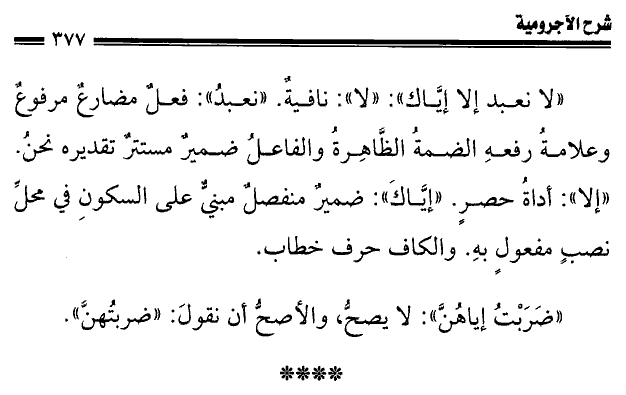 شرح الآجرومية
٣٧٧
«لا نعبد إلا إيَّاك»: «لا»: نافيةٌ. «نعبدُ»: فعلٌ مضارعٌ مرفوعٌ
وعلامةُ رفعهِ الضمةُ الظَّاهِرةُ والفاعلُ ضميرٌ مستترٌ تقديره نحنُ.
«إلا»: أداةُ حصرٍ. «إيَّاكَ»: ضميرٌ منفصلٌ مبنيٌّ على السكونِ في محلِّ
نصبٍ مفعولٍ بهِ. والكاف حرف خطاب.
«ضَرَبْتُ إياهُنَّ»: لا يصحُّ، والأصحُّ أن نقولَ: «ضربتُهنَّ».
****